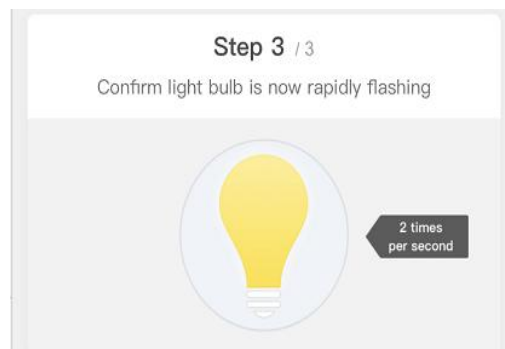 Step 3 / 3
Confirm light bulb is now rapidly flashing
2 times
per second